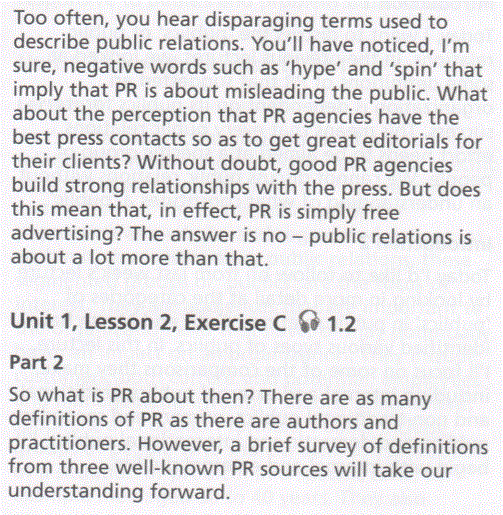 Too often, you hear disparaging terms used to
describe public relations. You'll have noticed, I'm
sure, negative words such as 'hype' and 'spin' that
imply that PR is about misleading the public. What
about the perception that PR agencies have the
best press contacts so as to get great editorials for
their clients? Without doubt, good PR agencies
build strong relationships with the press. But does
this mean that, in effect, PR is simply free
advertising? The answer is no – public relations is
about a lot more than that.
Unit 1, Lesson 2, Exercise C 1.2
Part 2
So what is PR about then? There are as many
definitions of PR as there are authors and
practitioners. However, a brief survey of definitions
from three well-known PR sources will take our
understanding forward.